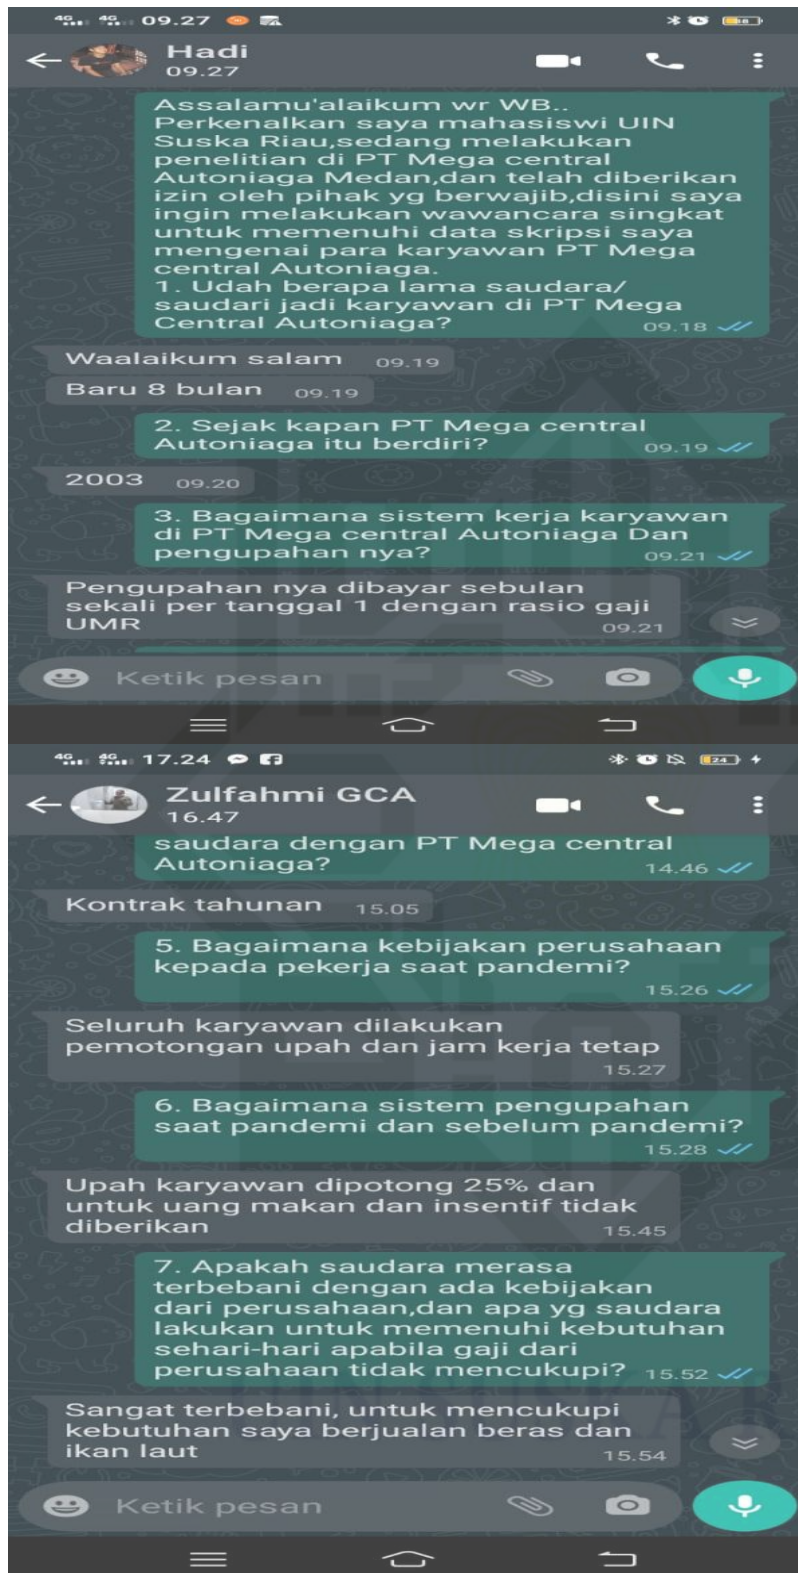 4G 4G 09.27
Hadi
09.27
Assalamu'alaikum wr WB..
Perkenalkan saya mahasiswi UIN
Suska Riau,sedang melakukan
penelitian di PT Mega central
Autoniaga Medan,dan telah diberikan
izin oleh pihak yg berwajib,disini saya
ingin melakukan wawancara singkat
untuk memenuhi data skripsi saya
mengenai para karyawan PT Mega
central Autoniaga.
1. Udah berapa lama saudara/
saudari jadi karyawan di PT Mega
Central Autoniaga?
09.18
Waalaikum salam 09.19
Baru 8 bulan 09.19
2. Sejak kapan PT Mega central
Autoniaga itu berdiri?
09.19
2003 09.20
3. Bagaimana sistem kerja karyawan
di PT Mega central Autoniaga Dan
pengupahan nya?
09.21
Pengupahan nya dibayar sebulan
sekali per tanggal 1 dengan rasio gaji
UMR
09.21
Ketik pesan
4G 4G 17.24
24
Zulfahmi GCA
16.47
saudara dengan PT Mega central
Autoniaga?
14.46
Kontrak tahunan 15.05
5. Bagaimana kebijakan perusahaan
kepada pekerja saat pandemi?
15.26
Seluruh karyawan dilakukan
pemotongan upah dan jam kerja tetap
15.27
6. Bagaimana sistem pengupahan
saat pandemi dan sebelum pandemi?
15.28
Upah karyawan dipotong 25% dan
untuk uang makan dan insentif tidak
diberikan
15.45
7. Apakah saudara merasa
terbebani dengan ada kebijakan
dari perusahaan,dan apa yg saudara
lakukan untuk memenuhi kebutuhan
sehari-hari apabila gaji dari
perusahaan tidak mencukupi? 15.52
Sangat terbebani, untuk mencukupi
kebutuhan saya berjualan beras dan
ikan laut
15.54
Ketik pesan